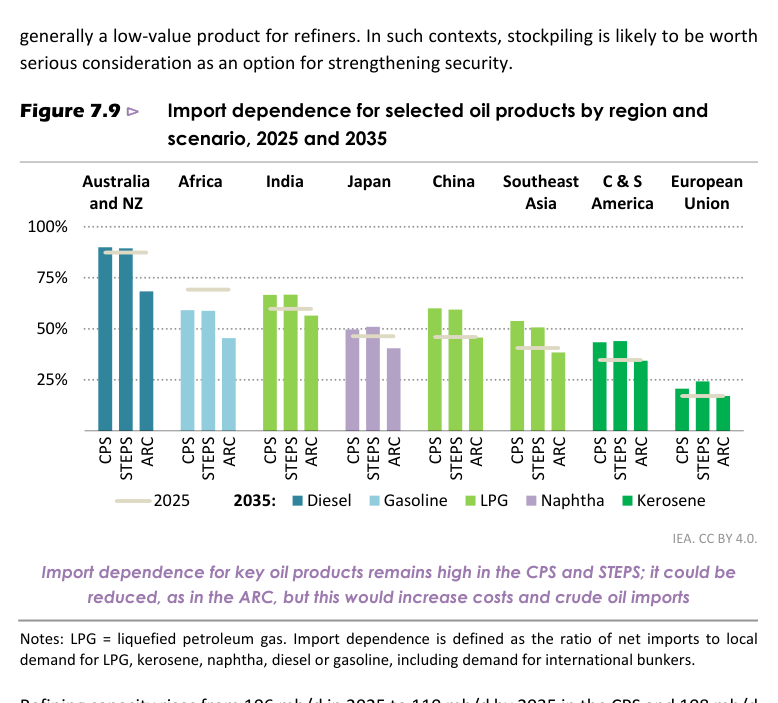 generally a low-value product for refiners. In such contexts, stockpiling is likely to be worth
serious consideration as an option for strengthening security.
Figure 7.9 ⊳ Import dependence for selected oil products by region and
scenario, 2025 and 2035
Australia and NZ
Africa
India
Japan
China
Southeast Asia
C & S America
European Union
100%
75%
50%
25%
CPS STEPS ARC CPS STEPS ARC CPS STEPS ARC CPS STEPS ARC CPS STEPS ARC CPS STEPS ARC CPS STEPS ARC CPS STEPS ARC
2025 2035: Diesel Gasoline LPG Naphtha Kerosene
IEA. CC BY 4.0.
Import dependence for key oil products remains high in the CPS and STEPS; it could be
reduced, as in the ARC, but this would increase costs and crude oil imports
Notes: LPG = liquefied petroleum gas. Import dependence is defined as the ratio of net imports to local
demand for LPG, kerosene, naphtha, diesel or gasoline, including demand for international bunkers.